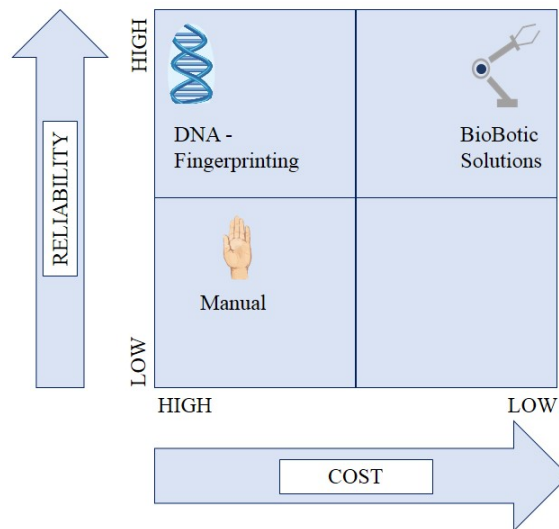 HIGH
RELIABILITY
DNA -
Fingerprinting
BioBotic
Solutions
Manual
LOW
HIGH
LOW
COST